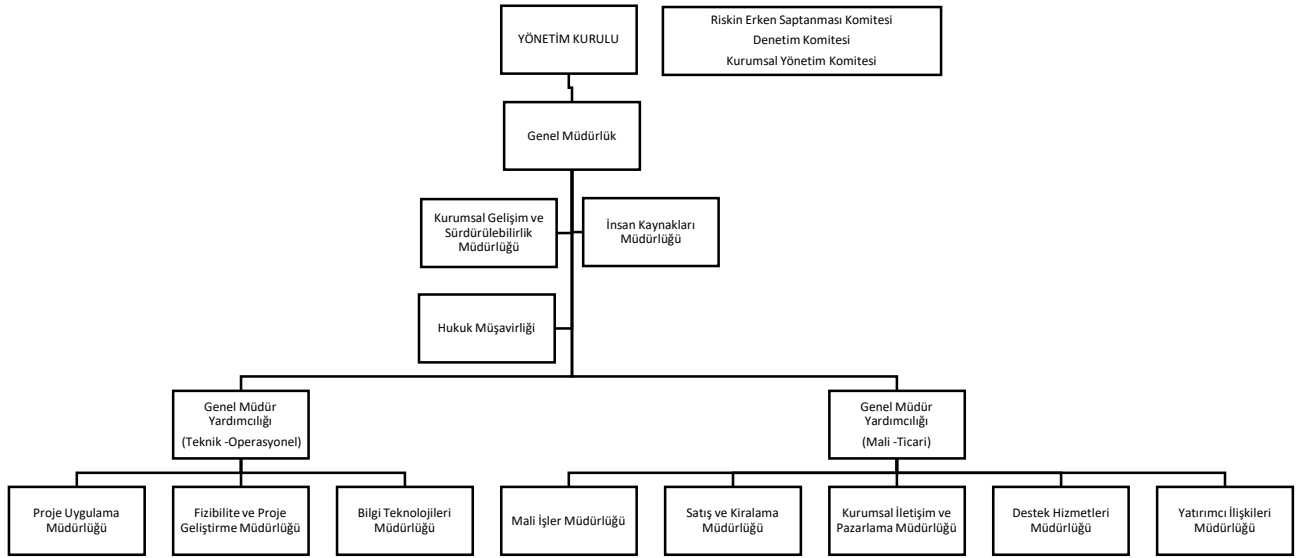 YÖNETİM KURULU
Riskin Erken Saptanması Komitesi
Denetim Komitesi
Kurumsal Yönetim Komitesi
Genel Müdürlük
Kurumsal Gelişim ve
Sürdürülebilirlik
Müdürlüğü
İnsan Kaynakları
Müdürlüğü
Hukuk Müşavirliği
Genel Müdür
Yardımcılığı
(Teknik -Operasyonel)
Genel Müdür
Yardımcılığı
(Mali -Ticari)
Proje Uygulama
Müdürlüğü
Fizibilite ve Proje
Geliştirme Müdürlüğü
Bilgi Teknolojileri
Müdürlüğü
Mali İşler Müdürlüğü
Satış ve Kiralama
Müdürlüğü
Kurumsal İletişim ve
Pazarlama Müdürlüğü
Destek Hizmetleri
Müdürlüğü
Yatırımcı İlişkileri
Müdürlüğü